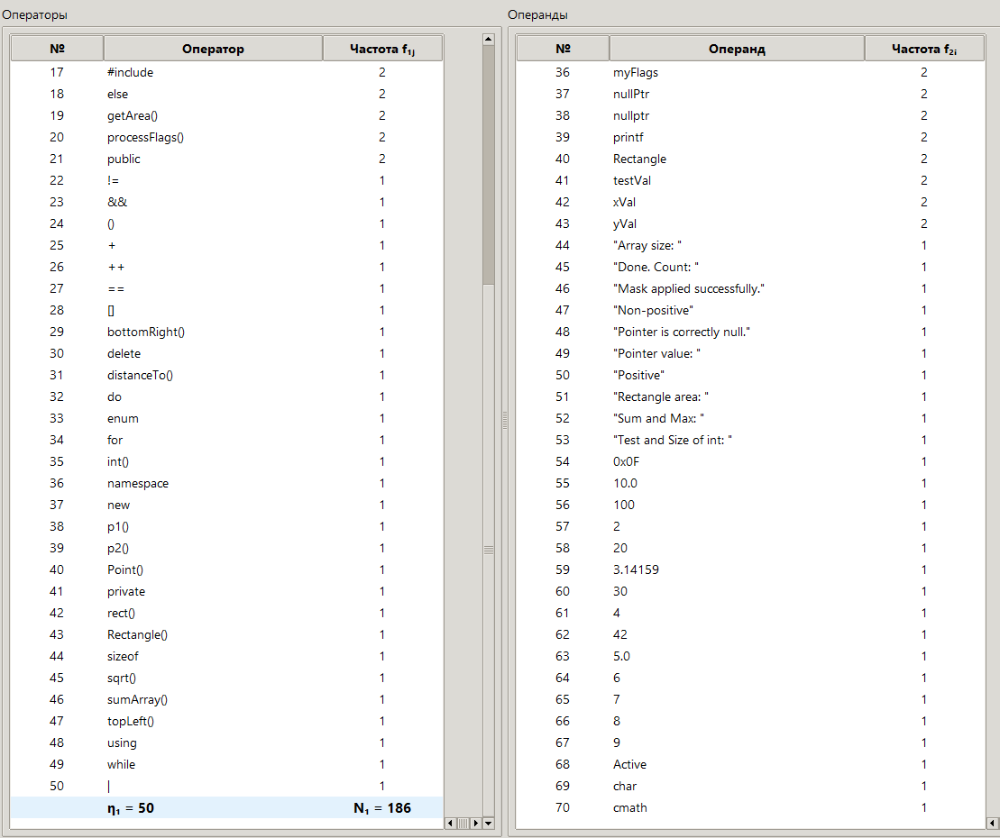 Операторы
№ Оператор Частота f₁ⱼ
17 #include 2
18 else 2
19 getArea() 2
20 processFlags() 2
21 public 2
22 != 1
23 && 1
24 () 1
25 + 1
26 ++ 1
27 == 1
28 [] 1
29 bottomRight() 1
30 delete 1
31 distanceTo() 1
32 do 1
33 enum 1
34 for 1
35 int() 1
36 namespace 1
37 new 1
38 p1() 1
39 p2() 1
40 Point() 1
41 private 1
42 rect() 1
43 Rectangle() 1
44 sizeof 1
45 sqrt() 1
46 sumArray() 1
47 topLeft() 1
48 using 1
49 while 1
50 | 1
η₁ = 50 N₁ = 186
Операнды
№ Операнд Частота f₂ᵢ
36 myFlags 2
37 nullPtr 2
38 nullptr 2
39 printf 2
40 Rectangle 2
41 testVal 2
42 xVal 2
43 yVal 2
44 "Array size: " 1
45 "Done. Count: " 1
46 "Mask applied successfully." 1
47 "Non-positive" 1
48 "Pointer is correctly null." 1
49 "Pointer value: " 1
50 "Positive" 1
51 "Rectangle area: " 1
52 "Sum and Max: " 1
53 "Test and Size of int: " 1
54 0x0F 1
55 10.0 1
56 100 1
57 2 1
58 20 1
59 3.14159 1
60 30 1
61 4 1
62 42 1
63 5.0 1
64 6 1
65 7 1
66 8 1
67 9 1
68 Active 1
69 char 1
70 cmath 1